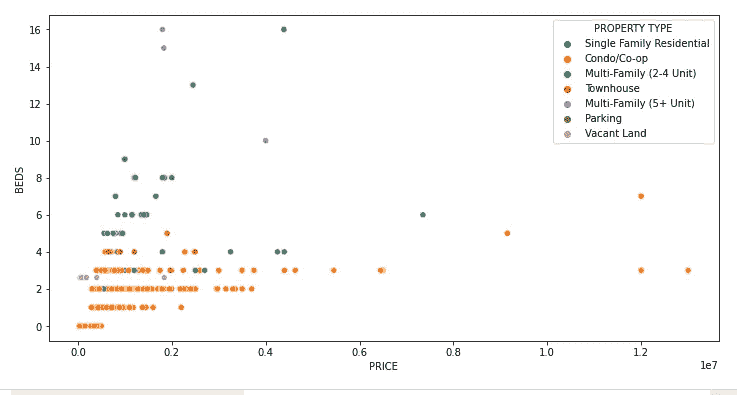 16
14
12
10
8
6
4
2
0
BEDS
PROPERTY TYPE
Single Family Residential
Condo/Co-op
Multi-Family (2-4 Unit)
Townhouse
Multi-Family (5+ Unit)
Parking
Vacant Land
0.0 0.2 0.4 0.6 0.8 1.0 1.2
1e7
PRICE